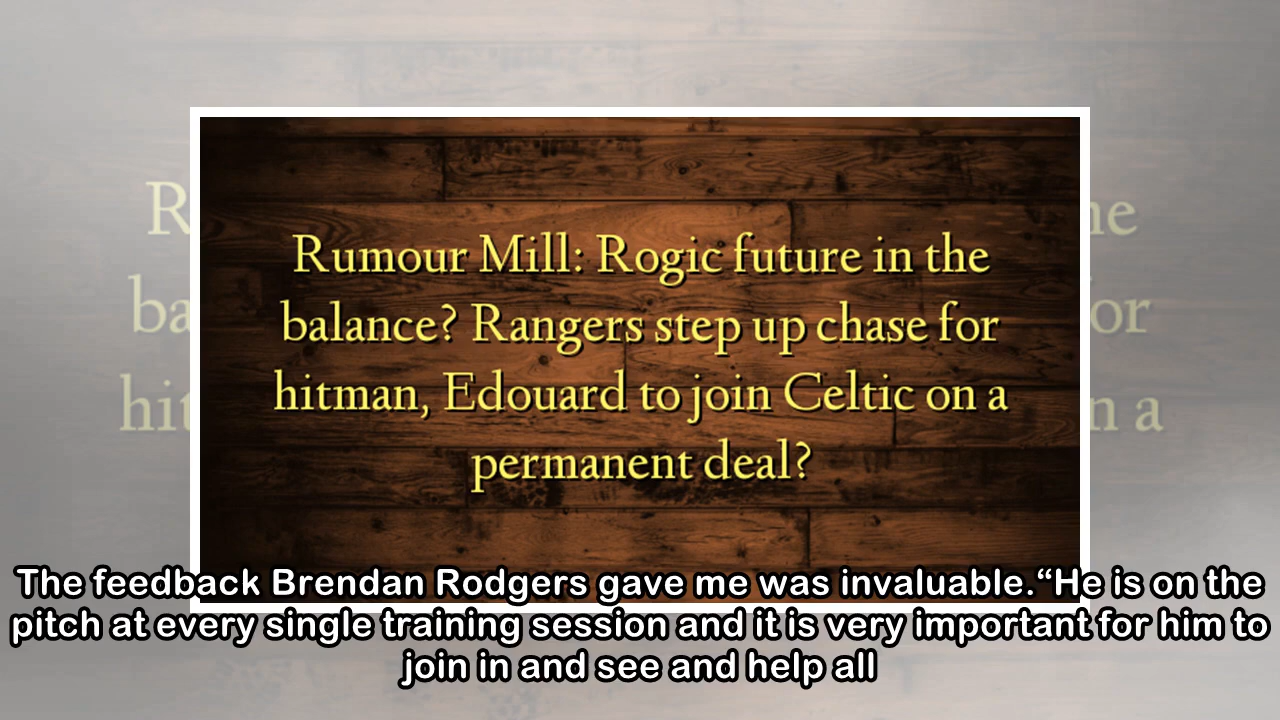 Rumour Mill: Rogic future in the
balance? Rangers step up chase for
hitman, Edouard to join Celtic on a
permanent deal?
The feedback Brendan Rodgers gave me was invaluable.“He is on the
pitch at every single training session and it is very important for him to
join in and see and help all